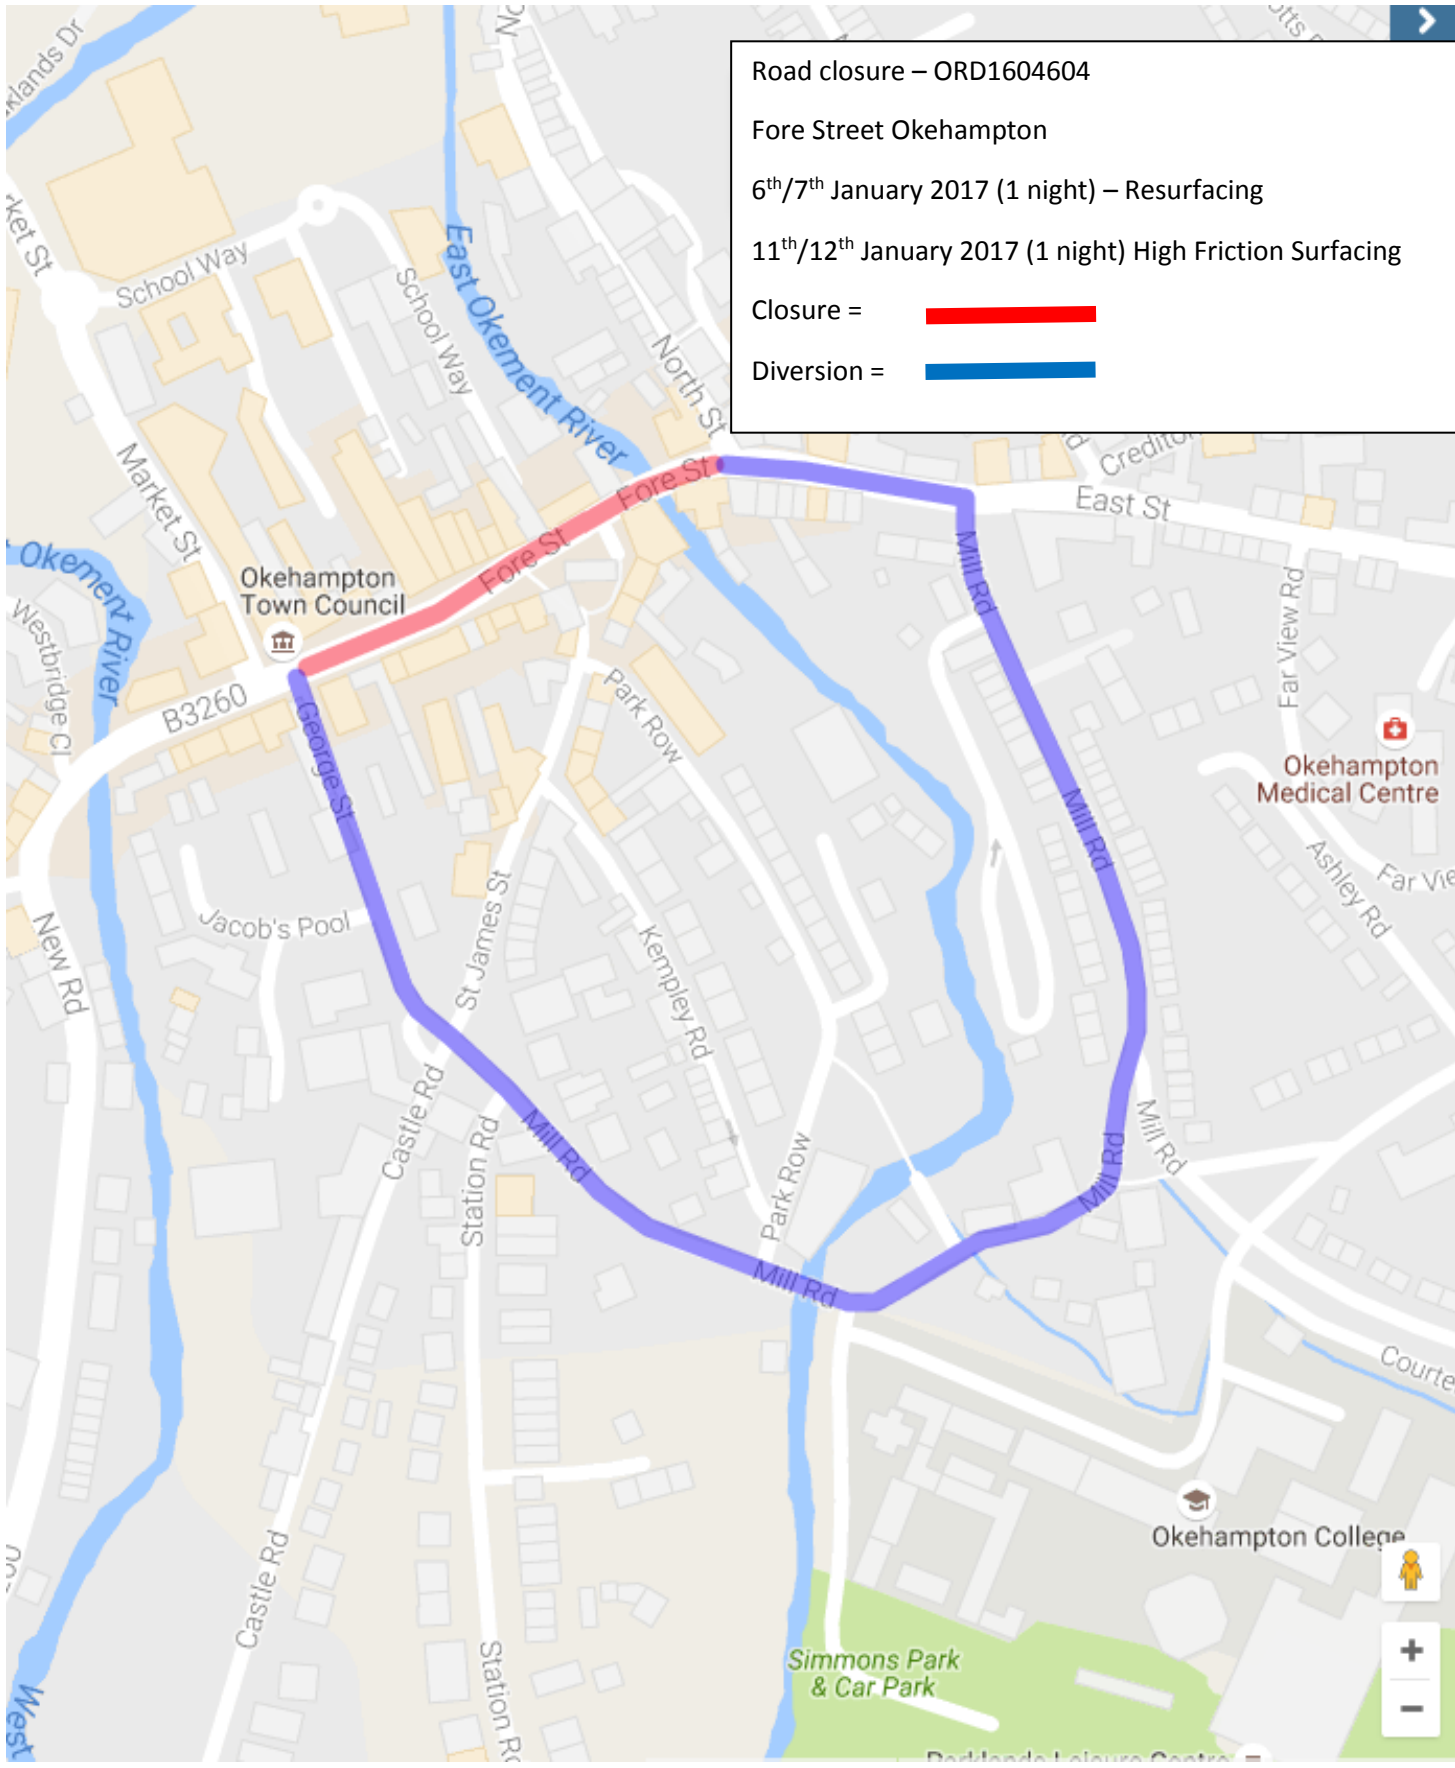 Road closure – ORD1604604
Fore Street Okehampton
6th/7th January 2017 (1 night) – Resurfacing
11th/12th January 2017 (1 night) High Friction Surfacing
Closure =
Diversion =
School Way
School Way
East Okement River
North St
Market St
Fore St
Fore St
East St
Mill Rd
Okehampton
Town Council
Westbridge Cl
B3260
George St
Park Row
Far View Rd
Okehampton
Medical Centre
Mill Rd
Ashley Rd
Jacob's Pool
St James St
New Rd
Kempley Rd
Castle Rd
Station Rd
Mill Rd
Park Row
Mill Rd
Mill Rd
Mill Rd
Okehampton College
Castle Rd
Station Rd
Simmons Park
& Car Park
West
Parklands Leisure Centre
+
−